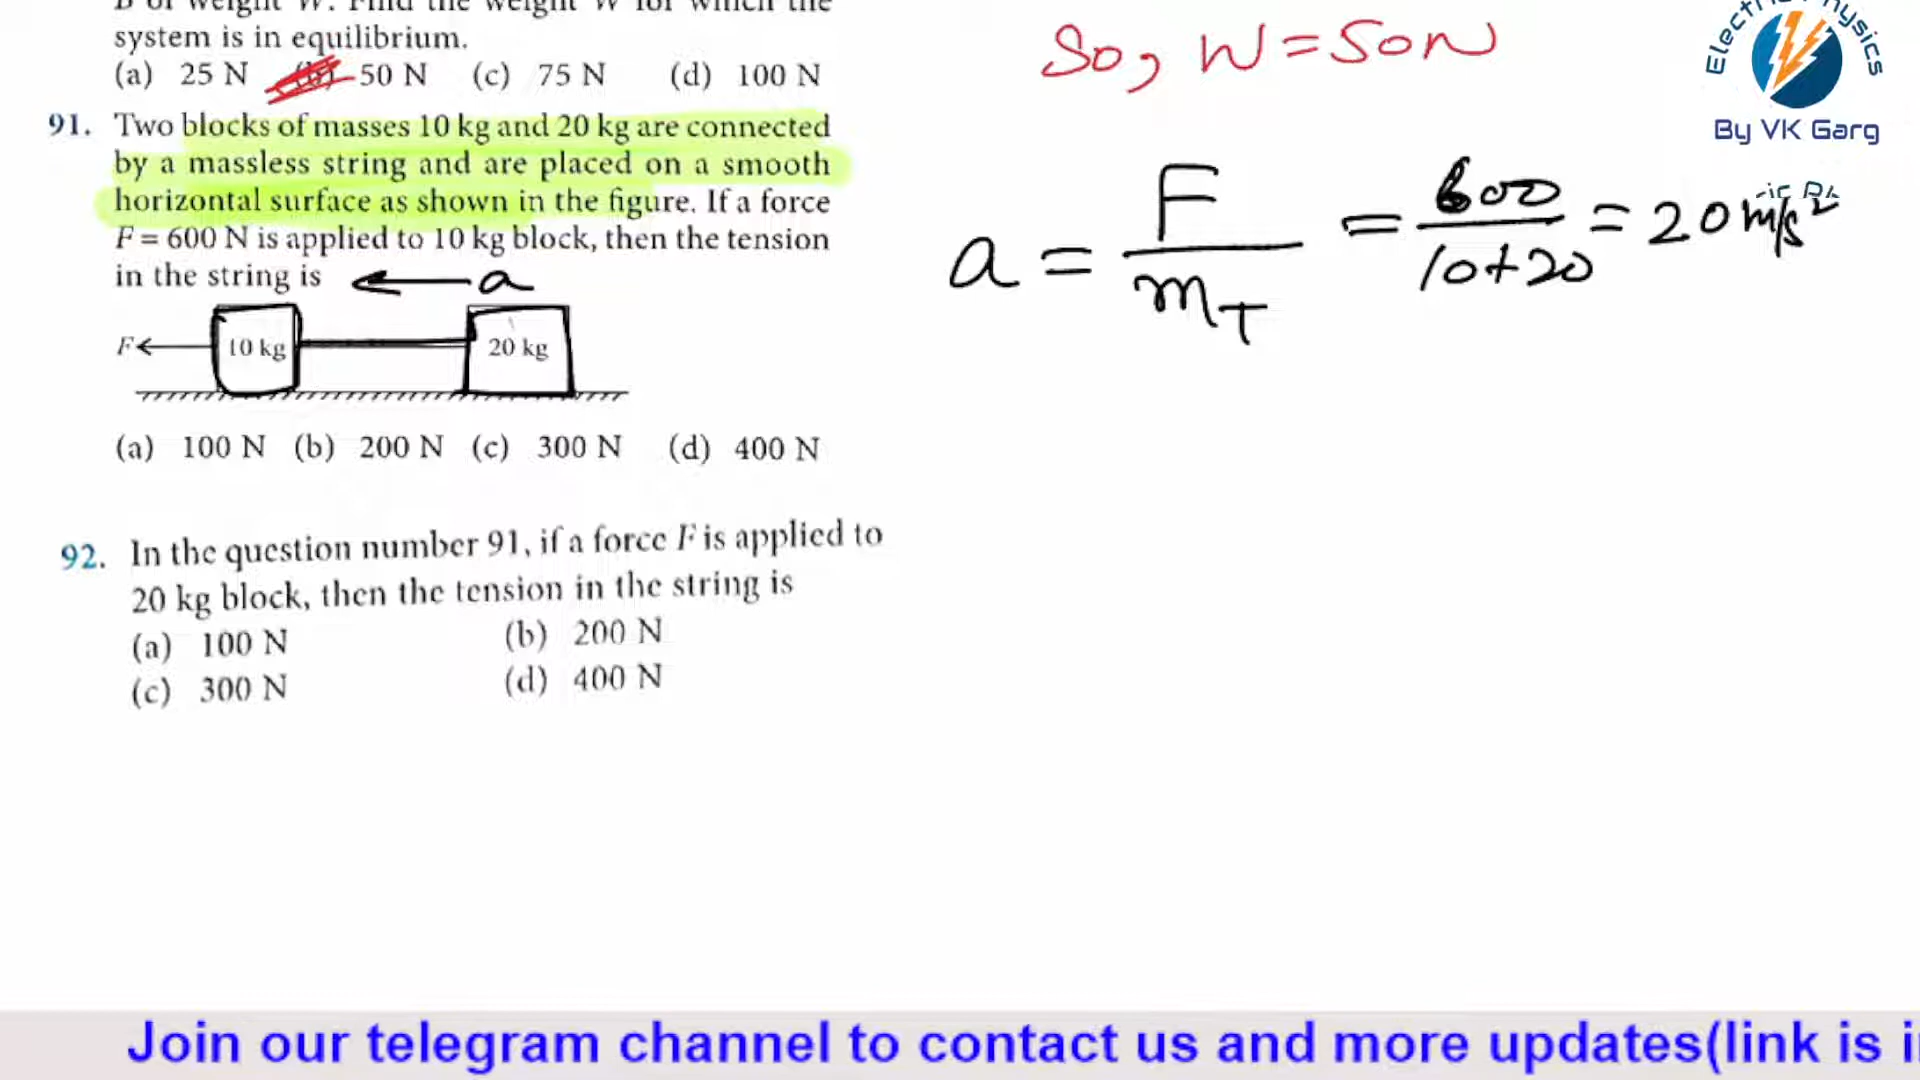 system is in equilibrium.
(a) 25 N (b) 50 N (c) 75 N (d) 100 N
91. Two blocks of masses 10 kg and 20 kg are connected
by a massless string and are placed on a smooth
horizontal surface as shown in the figure. If a force
F = 600 N is applied to 10 kg block, then the tension
in the string is
a
F 10 kg 20 kg
(a) 100 N (b) 200 N (c) 300 N (d) 400 N
92. In the question number 91, if a force F is applied to
20 kg block, then the tension in the string is
(a) 100 N (b) 200 N
(c) 300 N (d) 400 N
So, W = 50N
a = F / m_T = 600 / 10+20 = 20 m/s²
Electric Physics
By VK Garg
Join our telegram channel to contact us and more updates(link is